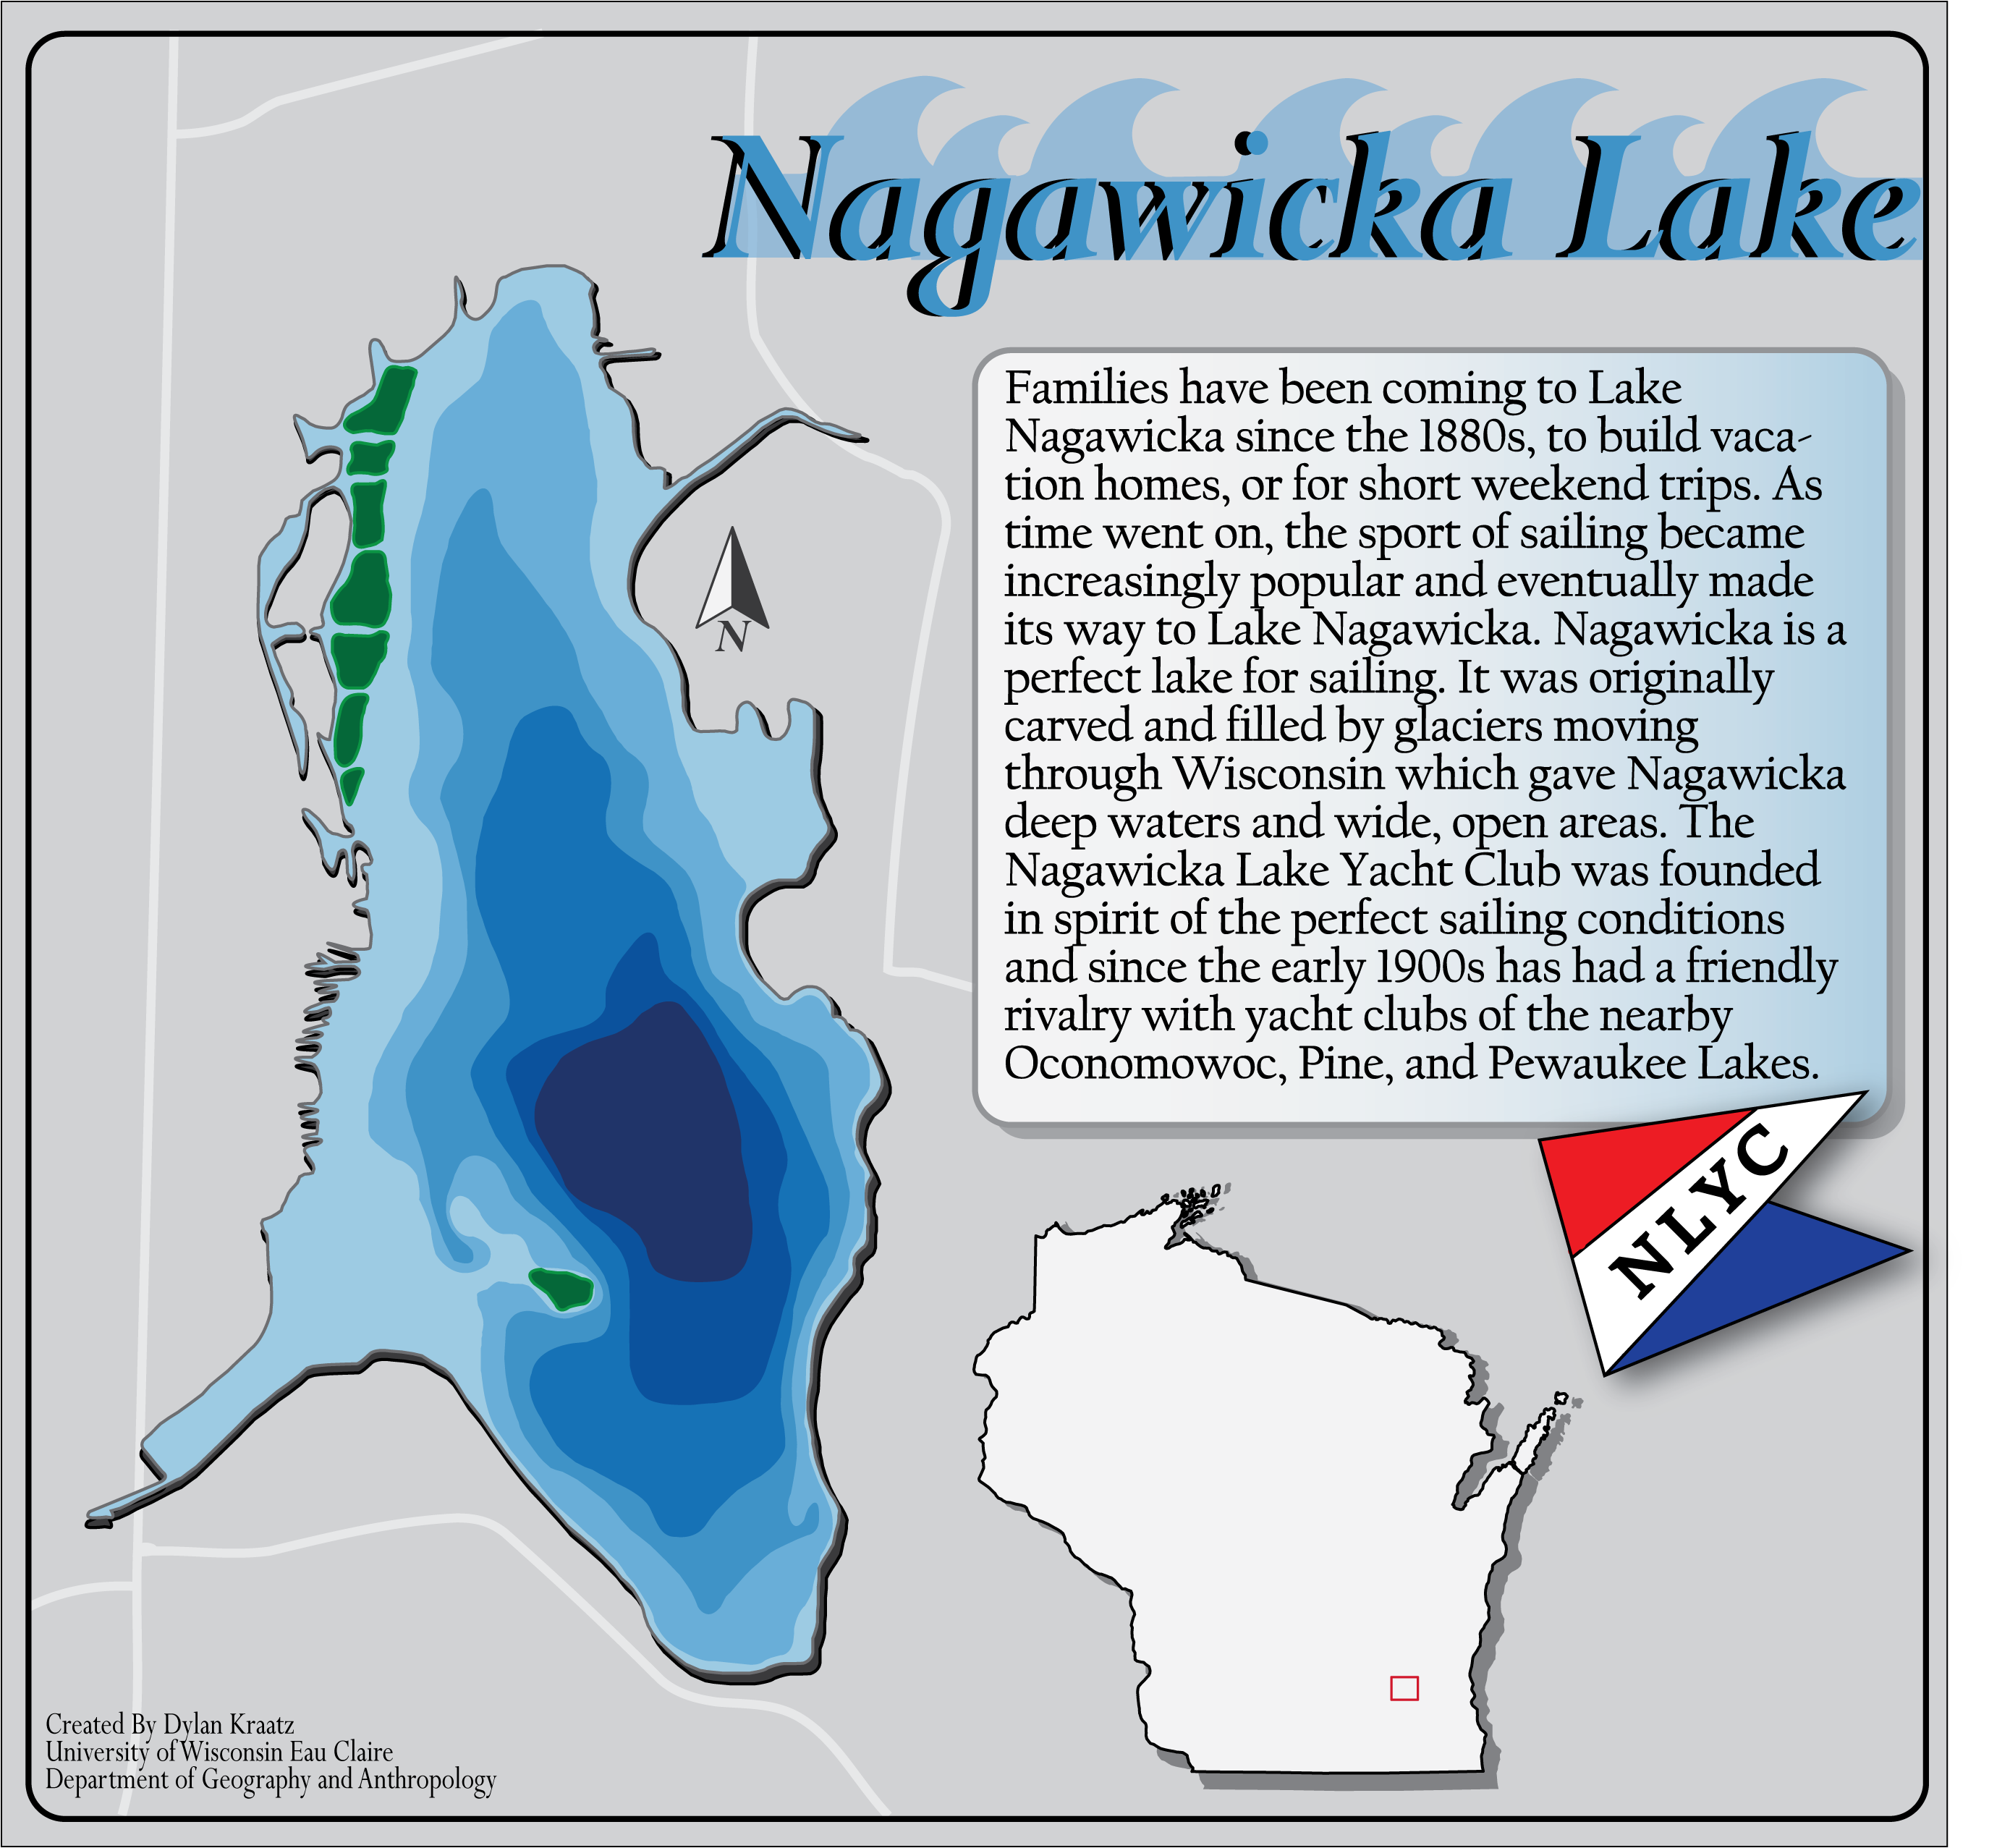 Nagawicka Lake
Families have been coming to Lake
Nagawicka since the 1880s, to build vaca-
tion homes, or for short weekend trips. As
time went on, the sport of sailing became
increasingly popular and eventually made
its way to Lake Nagawicka. Nagawicka is a
perfect lake for sailing. It was originally
carved and filled by glaciers moving
through Wisconsin which gave Nagawicka
deep waters and wide, open areas. The
Nagawicka Lake Yacht Club was founded
in spirit of the perfect sailing conditions
and since the early 1900s has had a friendly
rivalry with yacht clubs of the nearby
Oconomowoc, Pine, and Pewaukee Lakes.
N
NLYC
Created By Dylan Kraatz
University of Wisconsin Eau Claire
Department of Geography and Anthropology